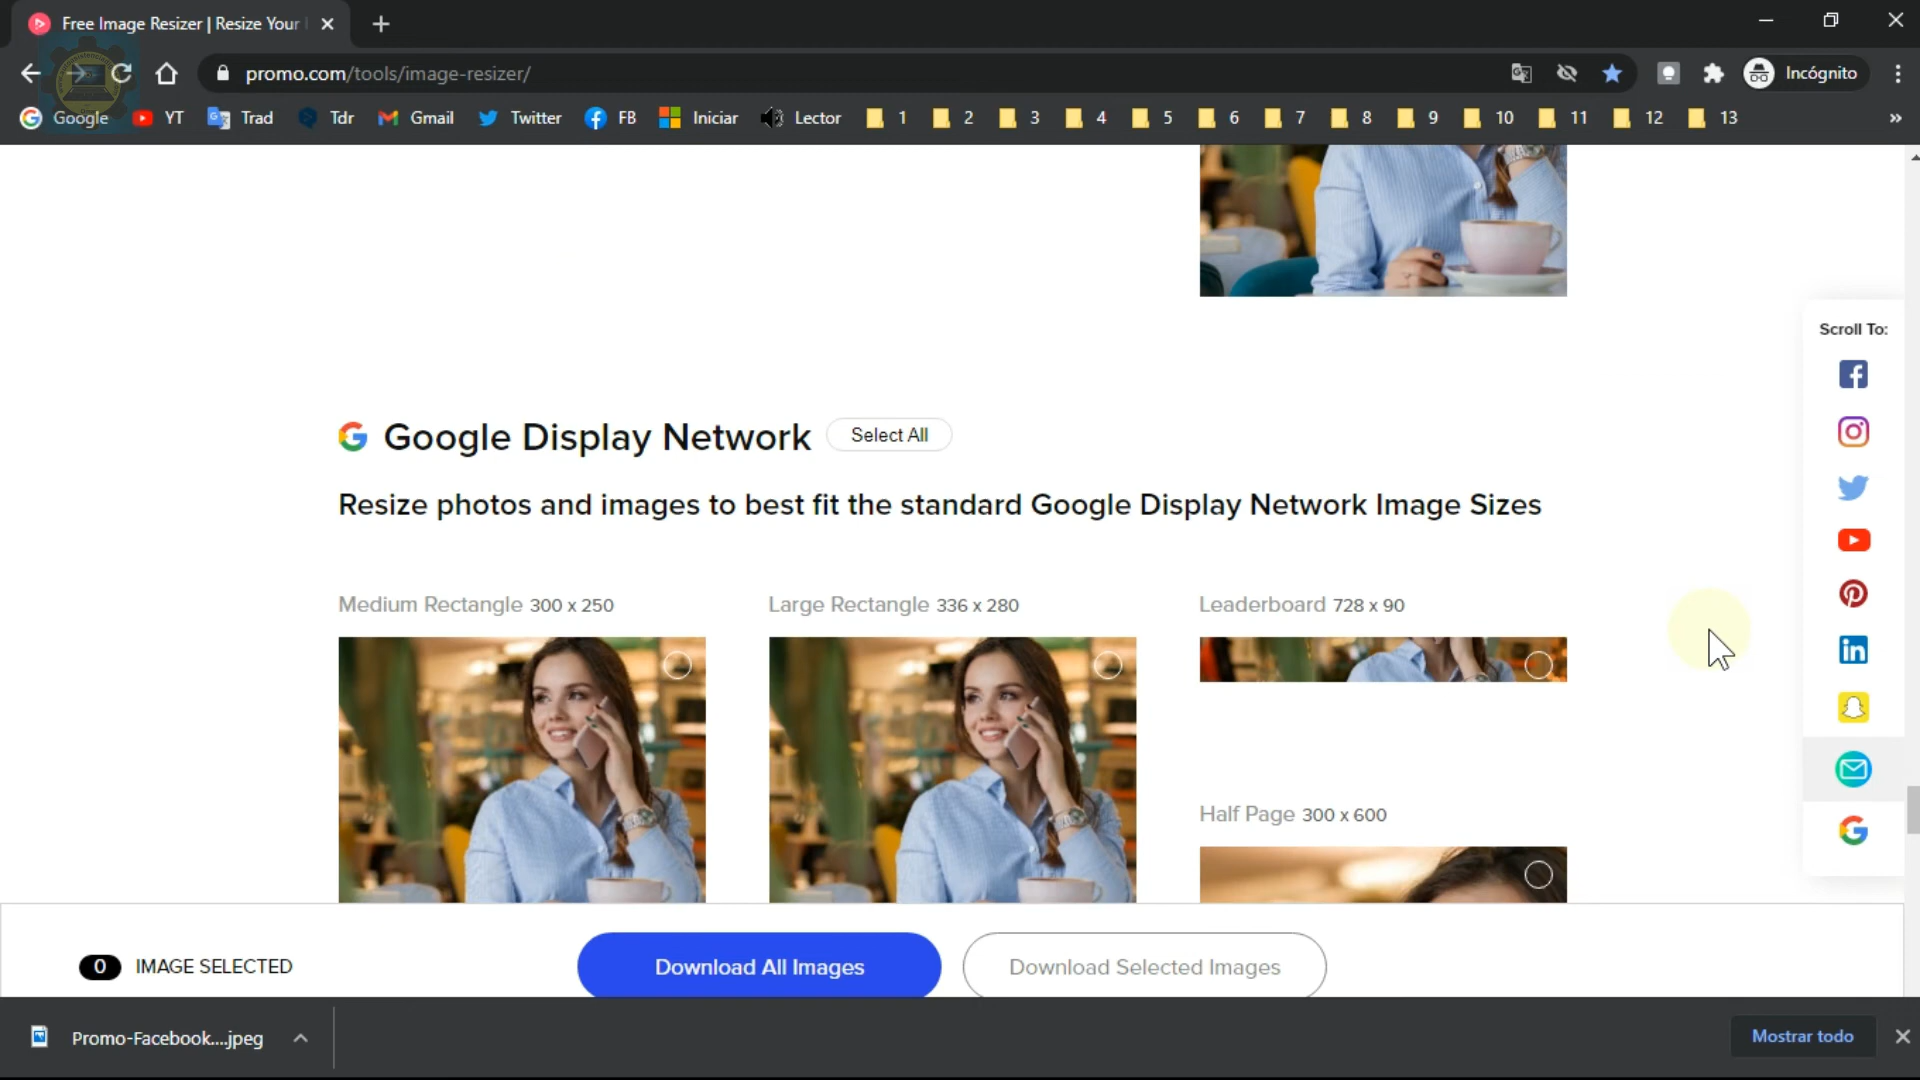 Free Image Resizer | Resize Your
promo.com/tools/image-resizer/
Incógnito
Google YT Trad Tdr Gmail Twitter FB Iniciar Lector 1 2 3 4 5 6 7 8 9 10 11 12 13 »
Scroll To:
Google Display Network Select All
Resize photos and images to best fit the standard Google Display Network Image Sizes
Medium Rectangle 300 x 250 Large Rectangle 336 x 280 Leaderboard 728 x 90
Half Page 300 x 600
0 IMAGE SELECTED Download All Images Download Selected Images
Promo-Facebook....jpeg Mostrar todo